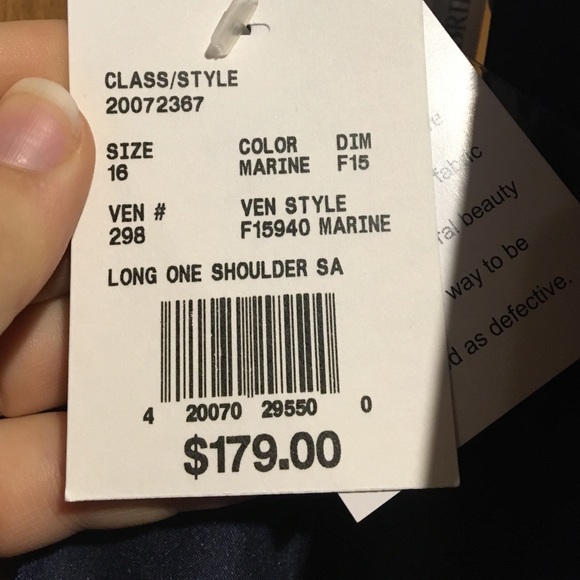 CLASS/STYLE
20072367
SIZE COLOR DIM
16 MARINE F15
VEN # VEN STYLE
298 F15940 MARINE
LONG ONE SHOULDER SA
4 20070 29550 0
$179.00
fabric
beauty
way to be
as defective.